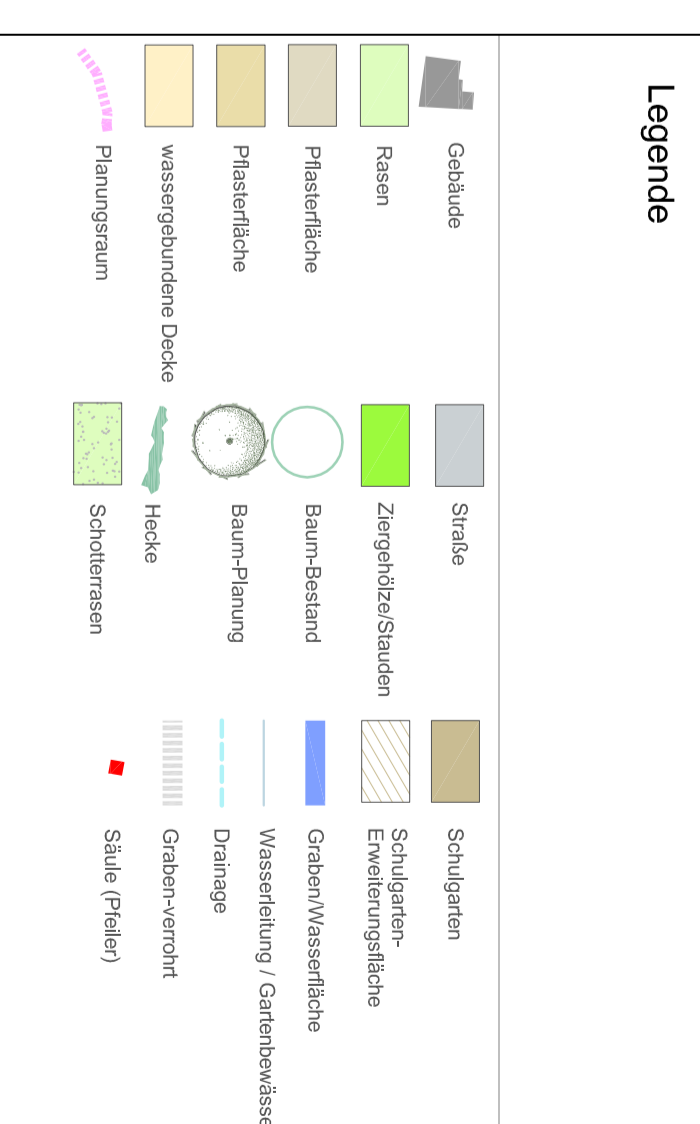 Legende
Gebäude
Rasen
Pflasterfläche
Pflasterfläche
wassergebundene Decke
Planungsraum
Straße
Ziergehölze/Stauden
Baum-Bestand
Baum-Planung
Hecke
Schotterrasen
Schulgarten
Schulgarten-
Erweiterungsfläche
Graben/Wasserfläche
Wasserleitung / Gartenbewässe
Drainage
Graben-verrohrt
Säule (Pfeiler)